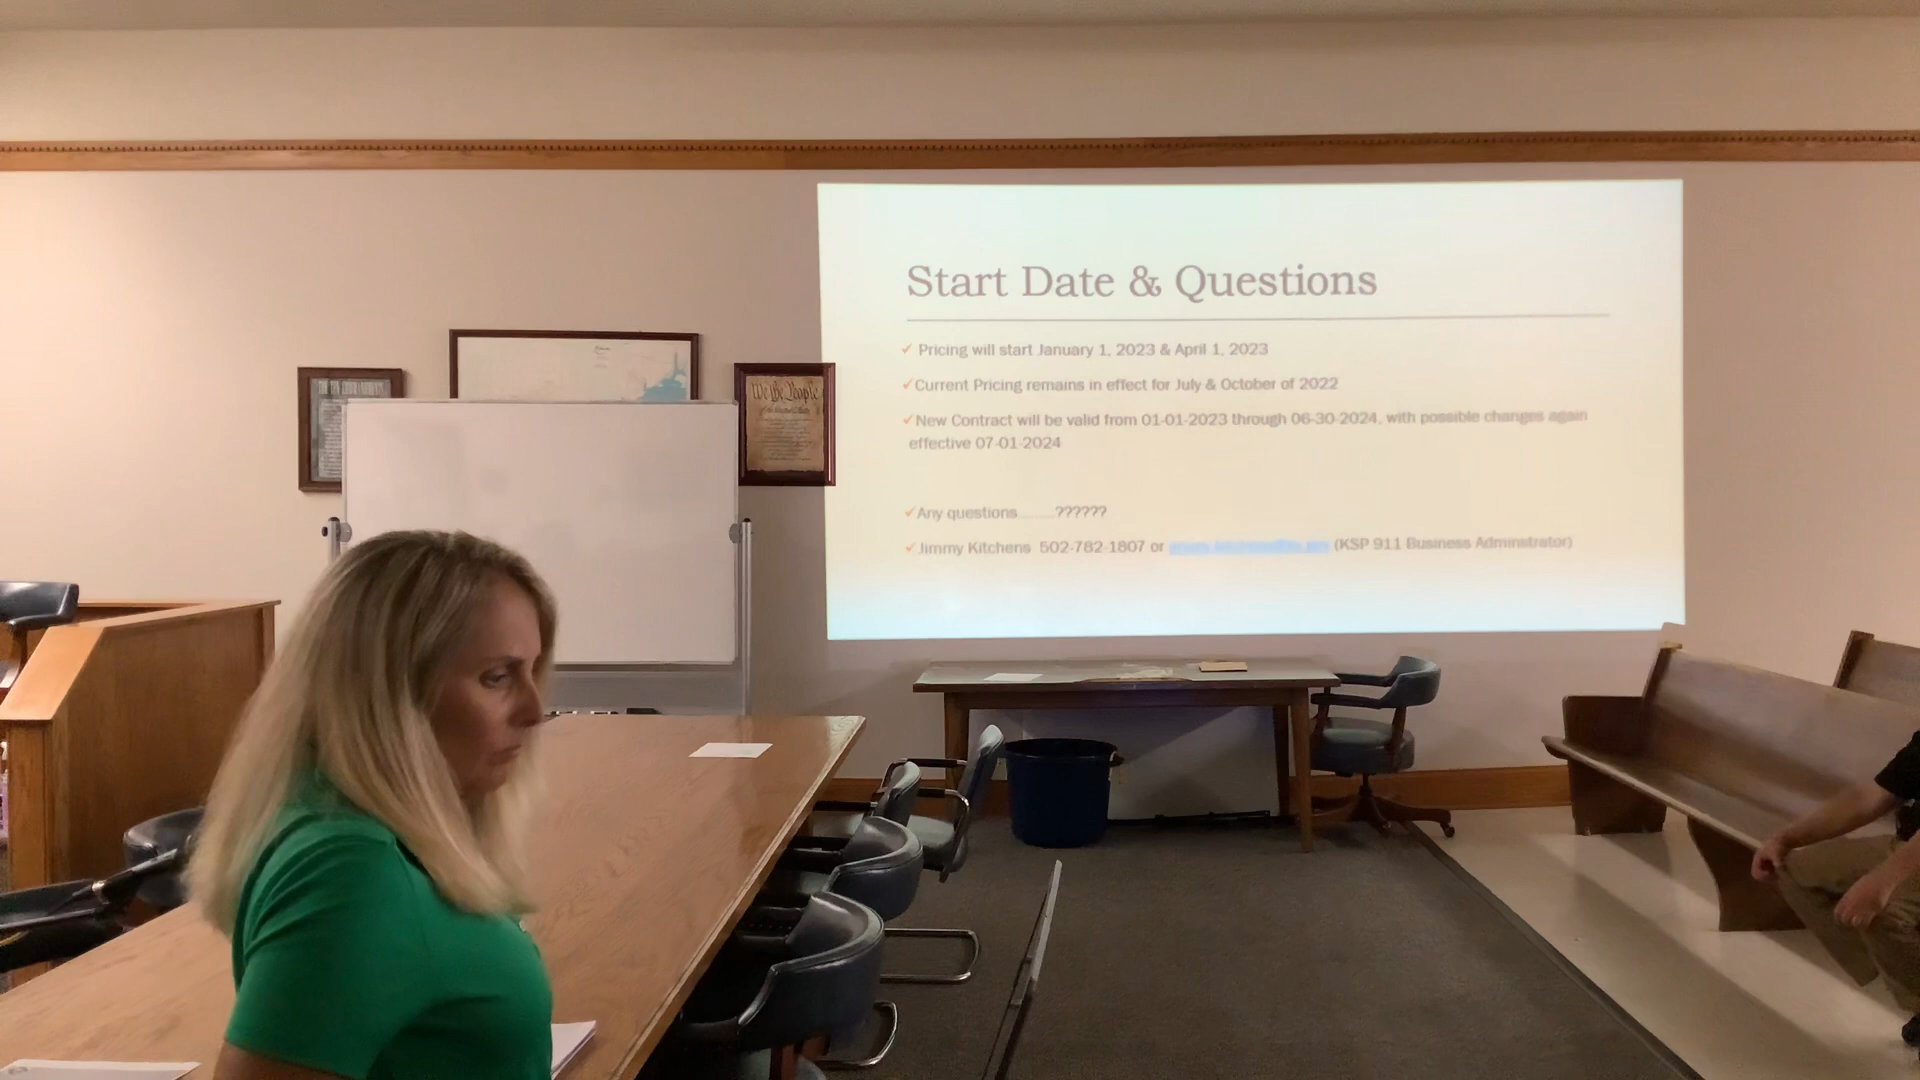 Start Date & Questions
✓ Pricing will start January 1, 2023 & April 1, 2023
✓ Current Pricing remains in effect for July & October of 2022
✓ New Contract will be valid from 01-01-2023 through 06-30-2024, with possible changes again
effective 07-01-2024
✓ Any questions.........??????
✓ Jimmy Kitchens 502-782-1807 or (KSP 911 Business Adminstrator)
We the People